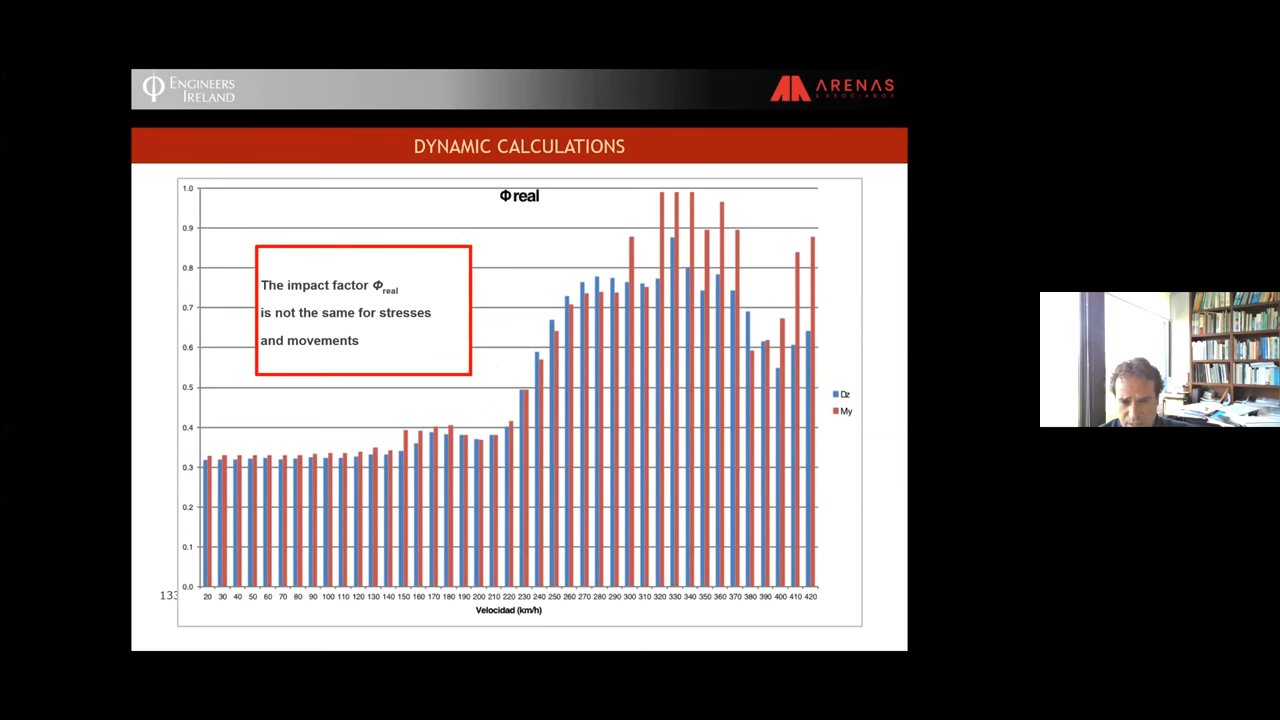 ENGINEERS
IRELAND
ARENAS
& ASOCIADOS
DYNAMIC CALCULATIONS
Φ real
1.0
0.9
0.8
0.7
0.6
0.5
0.4
0.3
0.2
0.1
0.0
The impact factor Φreal
is not the same for stresses
and movements
Dz
My
133
20 30 40 50 60 70 80 90 100 110 120 130 140 150 160 170 180 190 200 210 220 230 240 250 260 270 280 290 300 310 320 330 340 350 360 370 380 390 400 410 420
Velocidad (km/h)